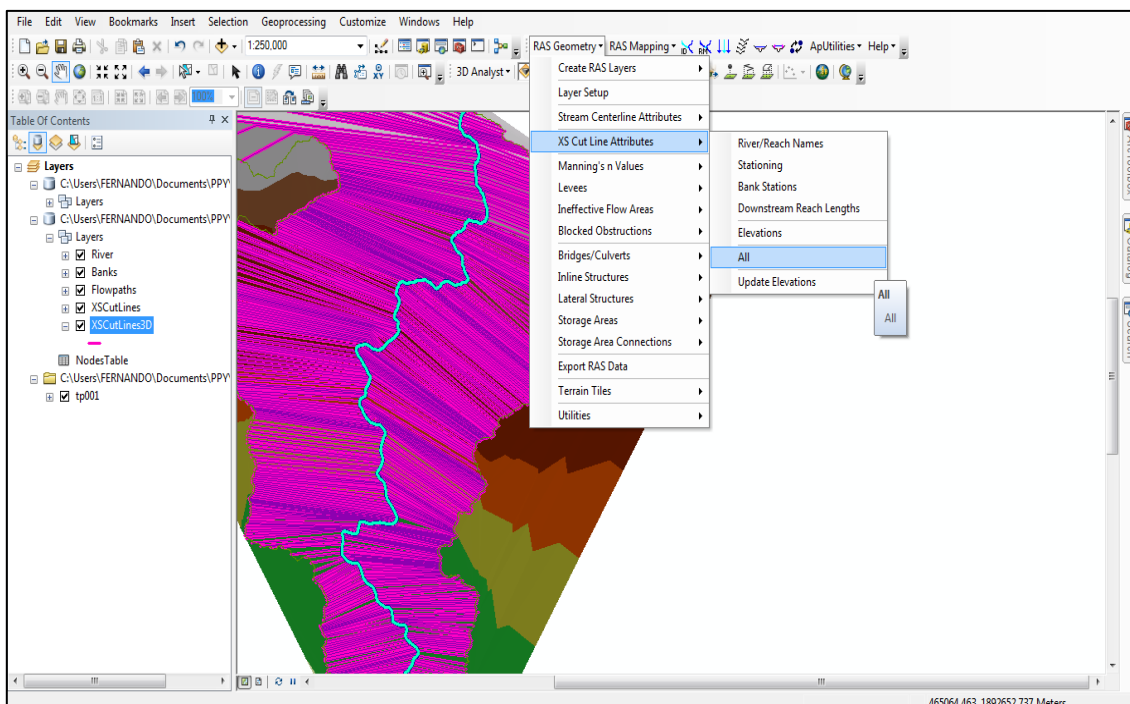 File Edit View Bookmarks Insert Selection Geoprocessing Customize Windows Help
1:250,000
RAS Geometry RAS Mapping ApUtilities Help
3D Analyst
100%
Table Of Contents
Layers
C:\Users\FERNANDO\Documents\PPY
Layers
C:\Users\FERNANDO\Documents\PPY
Layers
River
Banks
Flowpaths
XSCutLines
XSCutLines3D
NodesTable
C:\Users\FERNANDO\Documents\PPY
tp001
Create RAS Layers
Layer Setup
Stream Centerline Attributes
XS Cut Line Attributes
Manning's n Values
Levees
Ineffective Flow Areas
Blocked Obstructions
Bridges/Culverts
Inline Structures
Lateral Structures
Storage Areas
Storage Area Connections
Export RAS Data
Terrain Tiles
Utilities
River/Reach Names
Stationing
Bank Stations
Downstream Reach Lengths
Elevations
All
Update Elevations
All
All
465064.463 1892652.737 Meters